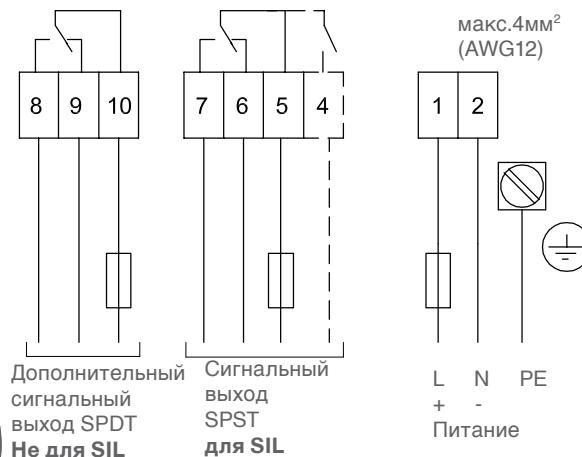 макс.4мм²
(AWG12)
8 9 10 7 6 5 4 1 2
Дополнительный
сигнальный
выход SPDT
Не для SIL
Сигнальный
выход
SPST
для SIL
L N PE
+ -
Питание